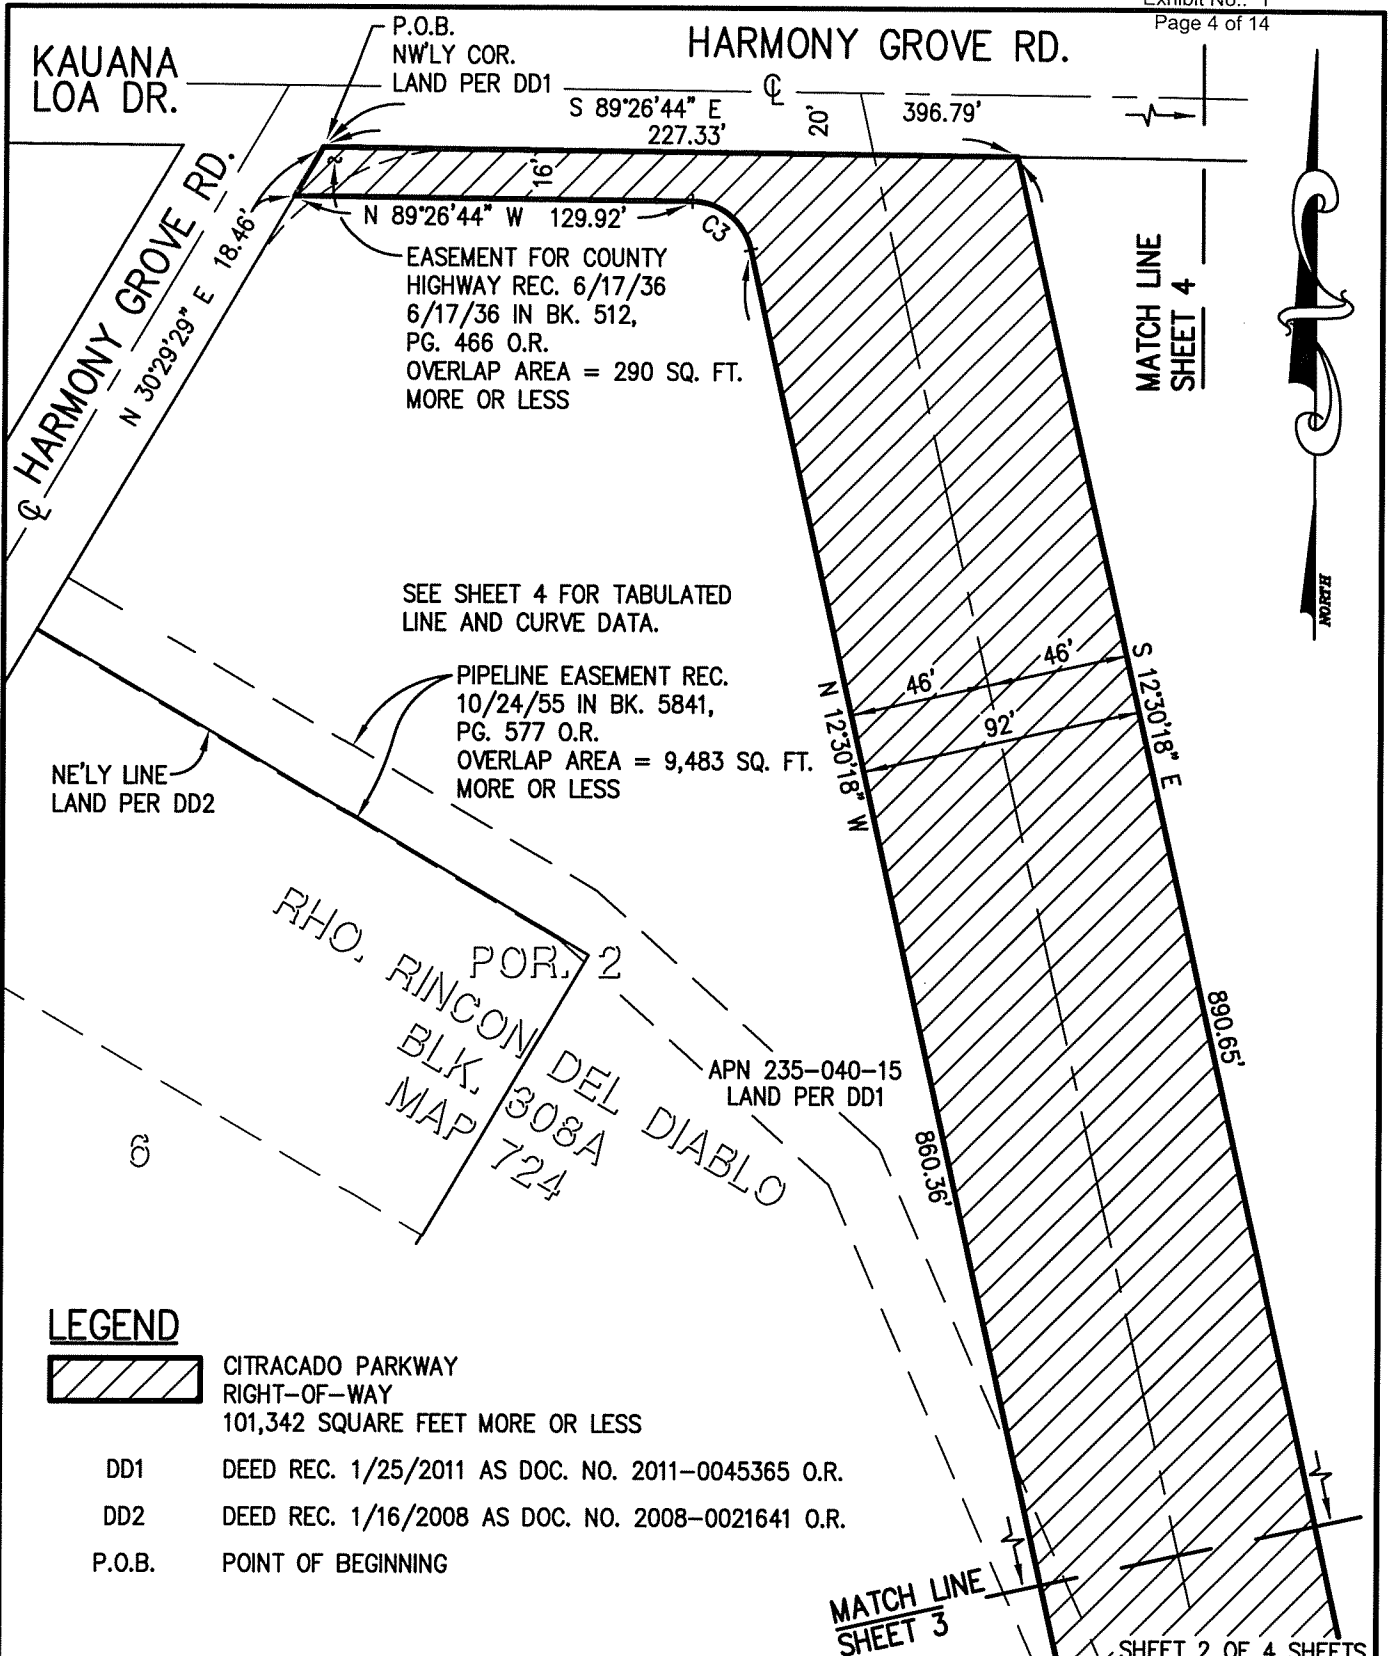 Exhibit No.: 1
Page 4 of 14
KAUANA
LOA DR.
P.O.B.
NW'LY COR.
LAND PER DD1
HARMONY GROVE RD.
℄
S 89°26'44" E
227.33'
20'
396.79'
16'
2
N 89°26'44" W 129.92'
C3
18.46'
N 30°29'29" E
HARMONY GROVE RD.
℄
EASEMENT FOR COUNTY
HIGHWAY REC. 6/17/36
6/17/36 IN BK. 512,
PG. 466 O.R.
OVERLAP AREA = 290 SQ. FT.
MORE OR LESS
MATCH LINE
SHEET 4
NORTH
SEE SHEET 4 FOR TABULATED
LINE AND CURVE DATA.
PIPELINE EASEMENT REC.
10/24/55 IN BK. 5841,
PG. 577 O.R.
OVERLAP AREA = 9,483 SQ. FT.
MORE OR LESS
46'
46'
92'
N 12°30'18" W
S 12°30'18" E
NE'LY LINE
LAND PER DD2
POR. 2
RHO. RINCON DEL DIABLO
BLK. 308A
MAP 724
6
APN 235-040-15
LAND PER DD1
890.65'
860.36'
LEGEND
CITRACADO PARKWAY
RIGHT-OF-WAY
101,342 SQUARE FEET MORE OR LESS
DD1 DEED REC. 1/25/2011 AS DOC. NO. 2011-0045365 O.R.
DD2 DEED REC. 1/16/2008 AS DOC. NO. 2008-0021641 O.R.
P.O.B. POINT OF BEGINNING
MATCH LINE
SHEET 3
SHEET 2 OF 4 SHEETS